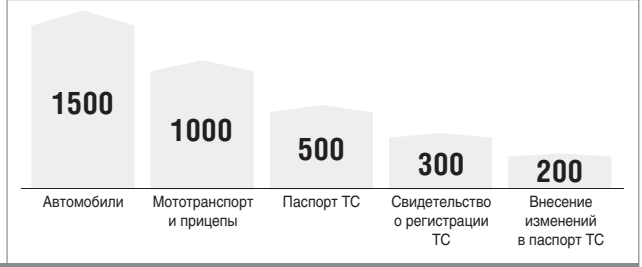 1500
1000
500
300
200
Автомобили
Мототранспорт
и прицепы
Паспорт ТС
Свидетельство
о регистрации
ТС
Внесение
изменений
в паспорт ТС